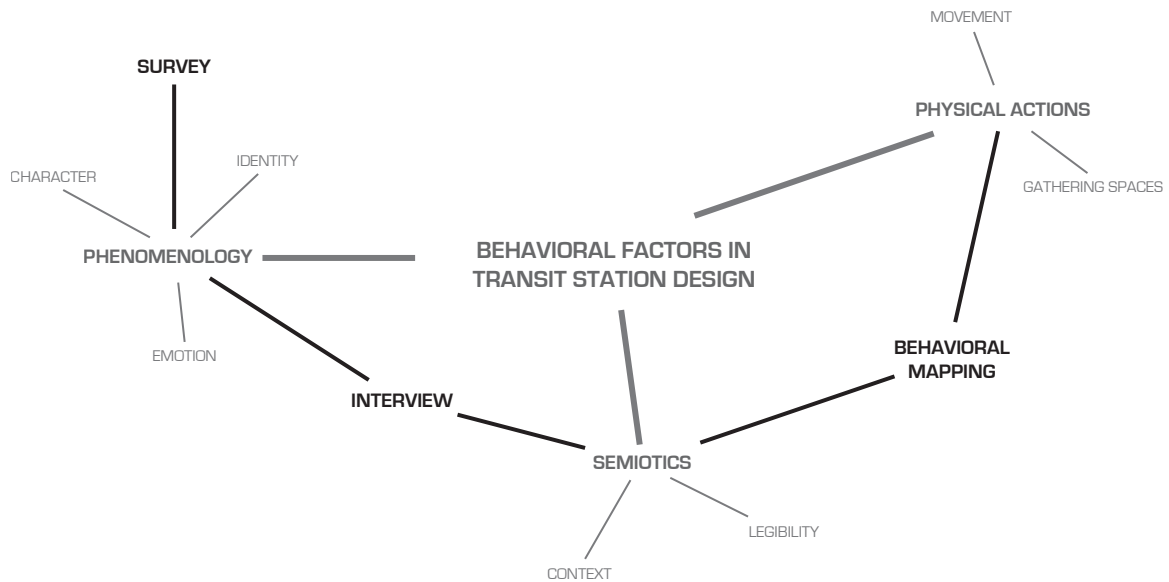 MOVEMENT
SURVEY
PHYSICAL ACTIONS
IDENTITY
CHARACTER
GATHERING SPACES
PHENOMENOLOGY
BEHAVIORAL FACTORS IN
TRANSIT STATION DESIGN
EMOTION
BEHAVIORAL
MAPPING
INTERVIEW
SEMIOTICS
LEGIBILITY
CONTEXT